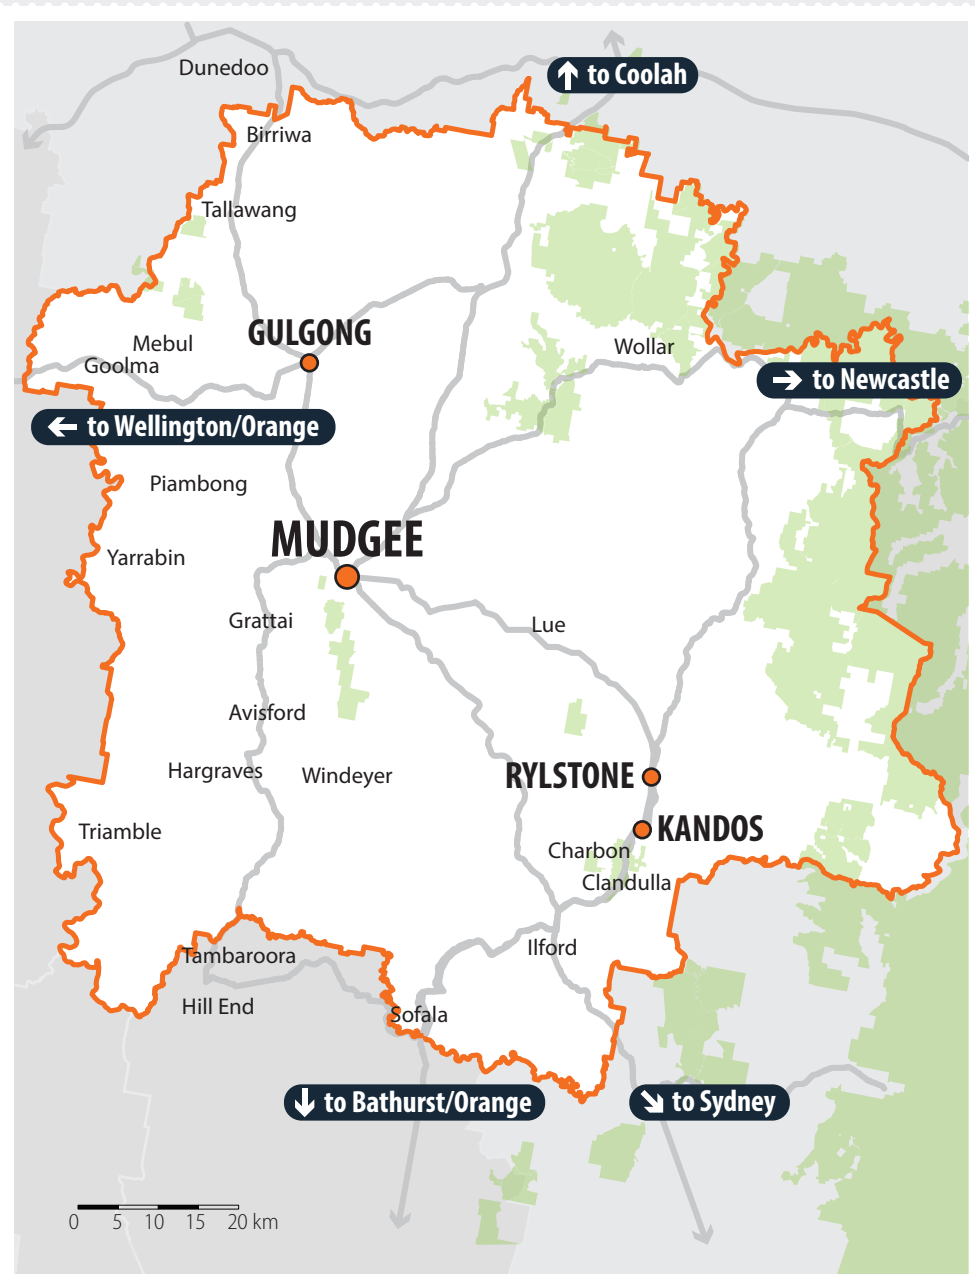 Dunedoo
to Coolah
Birriwa
Tallawang
GULGONG
Mebul
Wollar
Goolma
to Newcastle
to Wellington/Orange
Piambong
MUDGEE
Yarrabin
Grattai
Lue
Avisford
Hargraves
Windeyer
RYLSTONE
Triamble
KANDOS
Charbon
Clandulla
Ilford
Tambaroora
Hill End
Sofala
to Bathurst/Orange
to Sydney
0 5 10 15 20 km